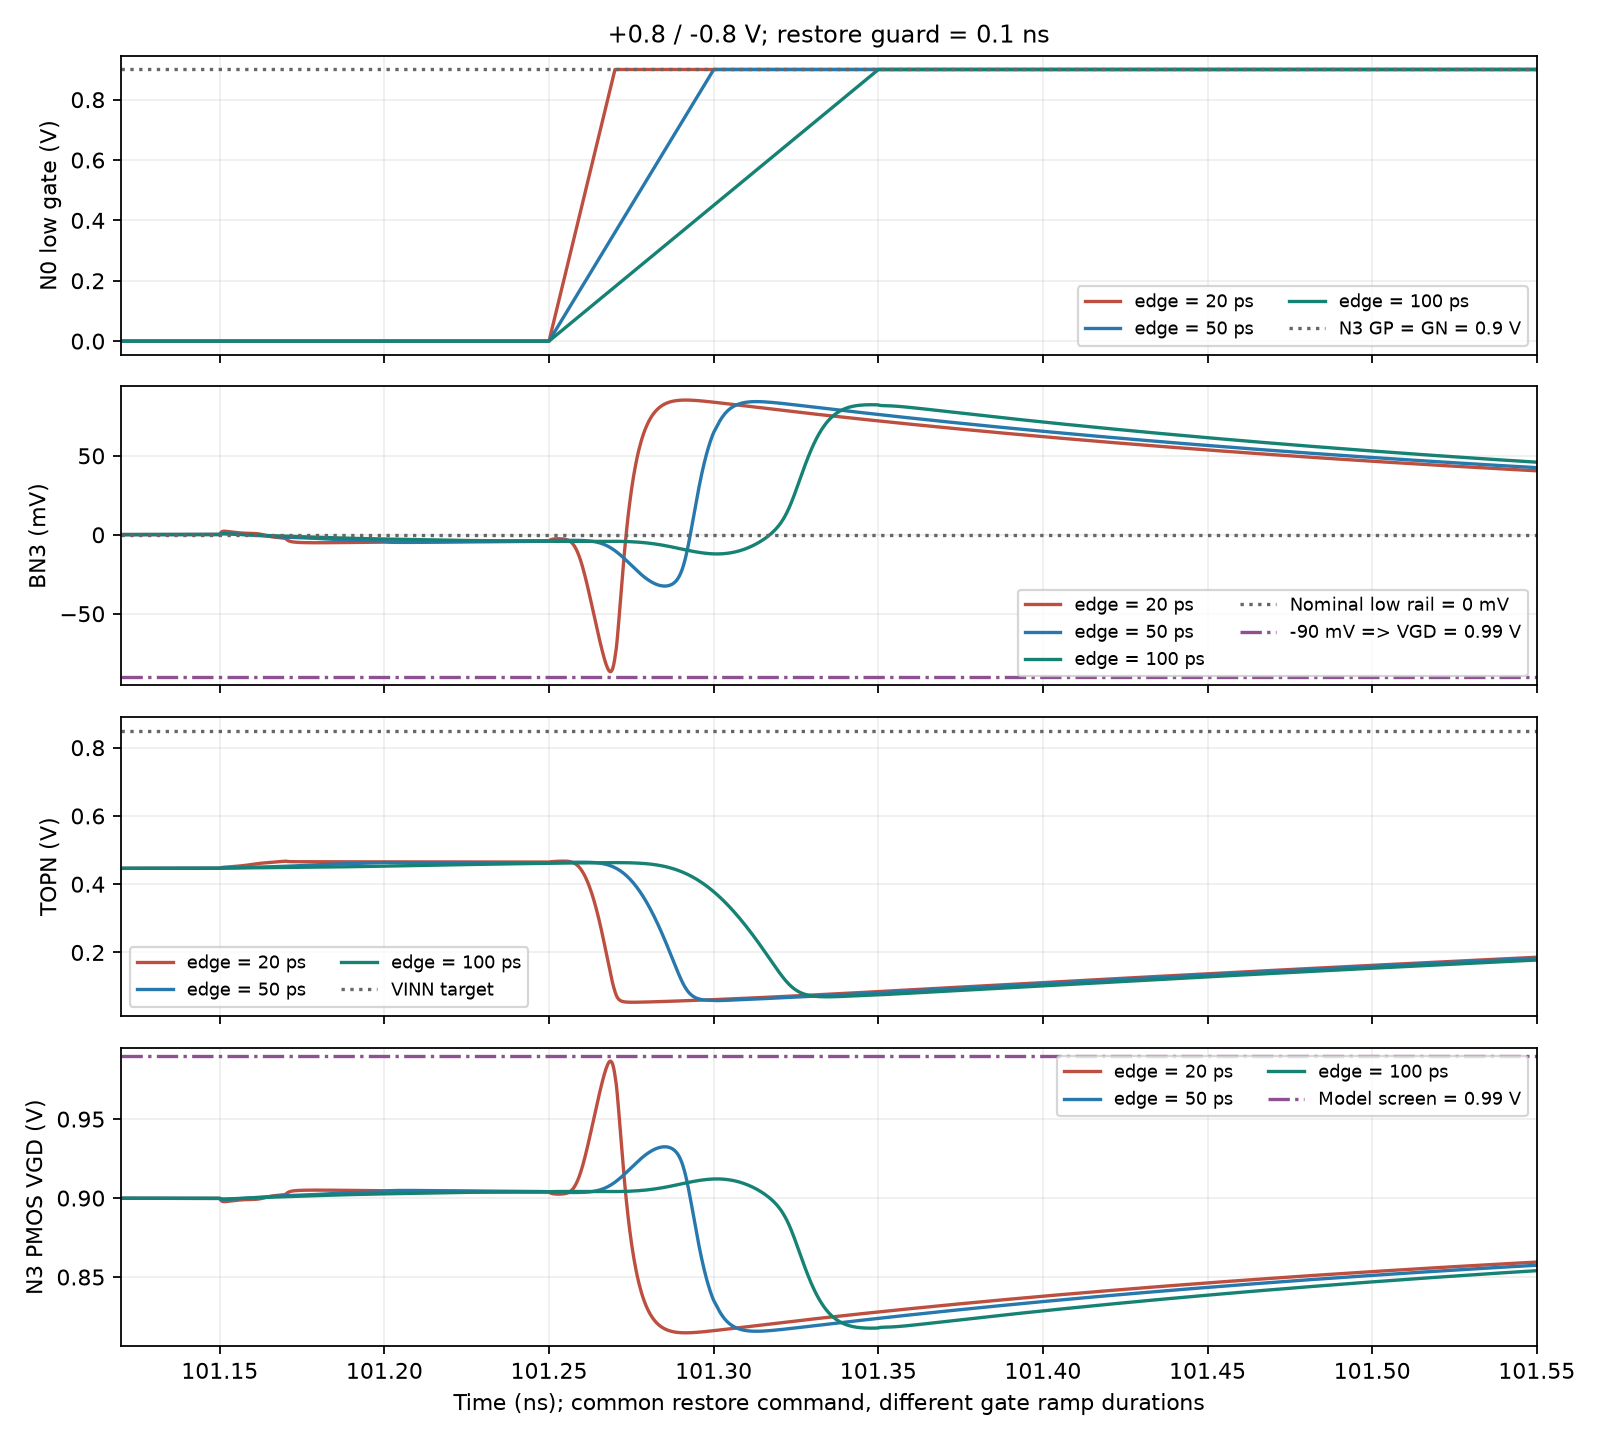 +0.8 / -0.8 V; restore guard = 0.1 ns
N0 low gate (V)
0.8
0.6
0.4
0.2
0.0
edge = 20 ps
edge = 50 ps
edge = 100 ps
N3 GP = GN = 0.9 V
BN3 (mV)
50
0
−50
edge = 20 ps
edge = 50 ps
edge = 100 ps
Nominal low rail = 0 mV
-90 mV => VGD = 0.99 V
TOPN (V)
0.8
0.6
0.4
0.2
edge = 20 ps
edge = 50 ps
edge = 100 ps
VINN target
N3 PMOS VGD (V)
0.95
0.90
0.85
edge = 20 ps
edge = 50 ps
edge = 100 ps
Model screen = 0.99 V
101.15 101.20 101.25 101.30 101.35 101.40 101.45 101.50 101.55
Time (ns); common restore command, different gate ramp durations